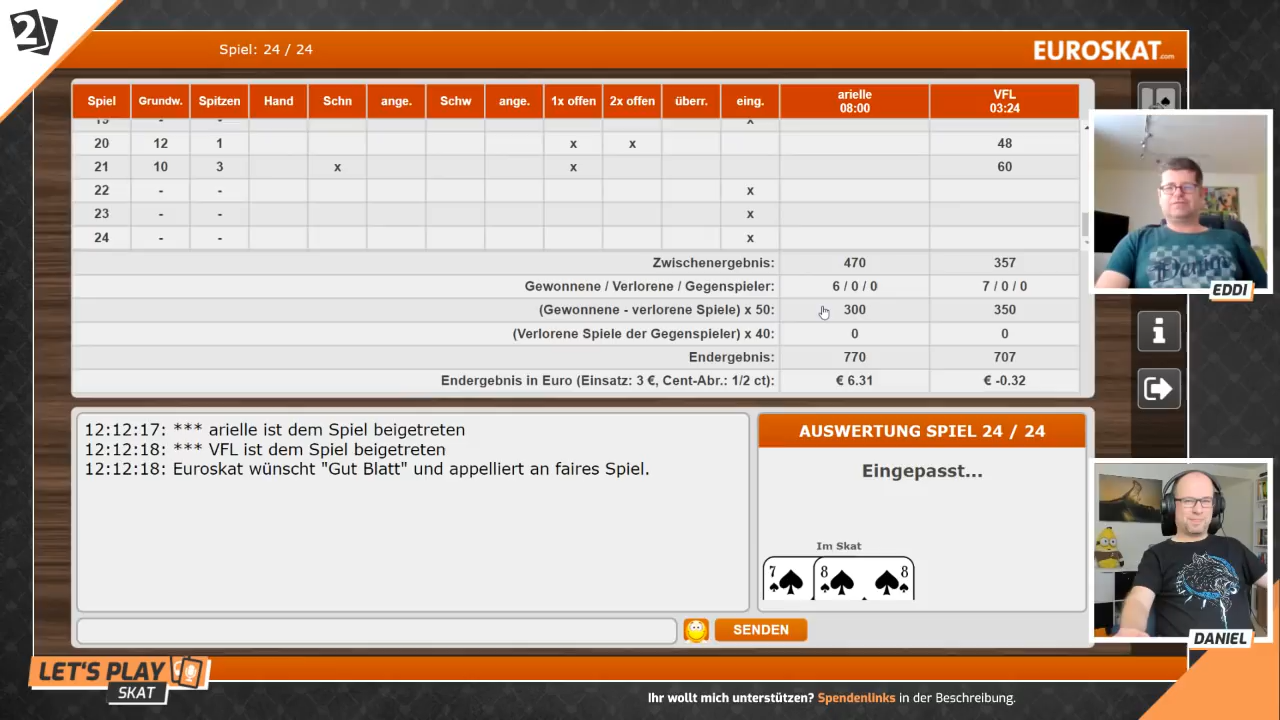 2
Spiel: 24 / 24
EUROSKAT.com
Spiel Grundw. Spitzen Hand Schn ange. Schw ange. 1x offen 2x offen überr. eing. arielle 08:00 VFL 03:24
19 - - x
20 12 1 x x 48
21 10 3 x x 60
22 - - x
23 - - x
24 - - x
Zwischenergebnis: 470 357
Gewonnene / Verlorene / Gegenspieler: 6 / 0 / 0 7 / 0 / 0
(Gewonnene - verlorene Spiele) x 50: 300 350
(Verlorene Spiele der Gegenspieler) x 40: 0 0
Endergebnis: 770 707
Endergebnis in Euro (Einsatz: 3 €, Cent-Abr.: 1/2 ct): € 6.31 € -0.32
EDDI
12:12:17: *** arielle ist dem Spiel beigetreten
12:12:18: *** VFL ist dem Spiel beigetreten
12:12:18: Euroskat wünscht "Gut Blatt" und appelliert an faires Spiel.
AUSWERTUNG SPIEL 24 / 24
Eingepasst...
Im Skat
7 8 8
SENDEN
DANIEL
LET'S PLAY
SKAT
Ihr wollt mich unterstützen? Spendenlinks in der Beschreibung.